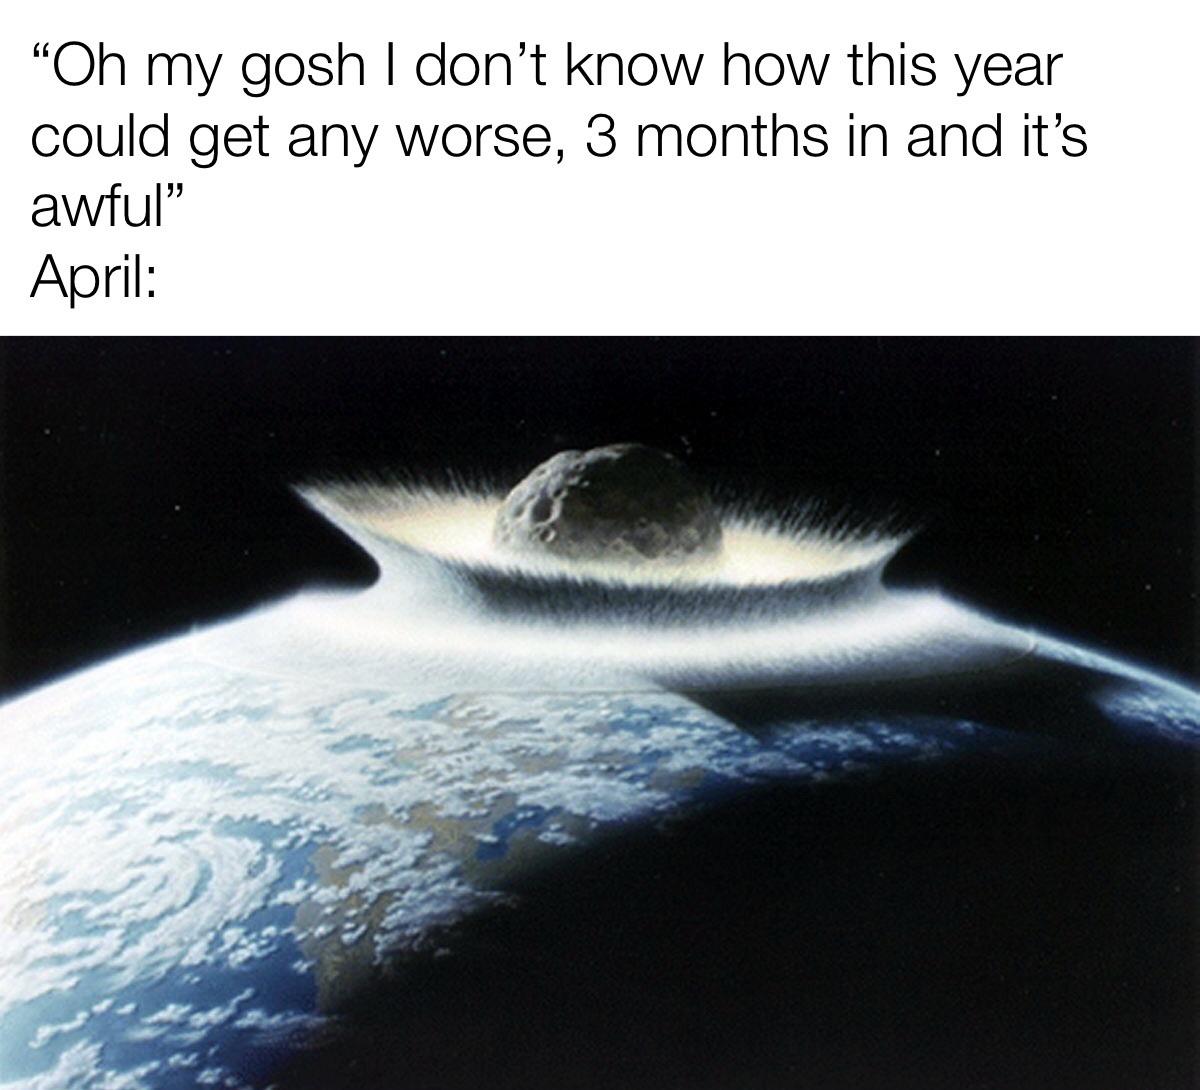 “Oh my gosh I don’t know how this year
could get any worse, 3 months in and it’s
awful”
April: